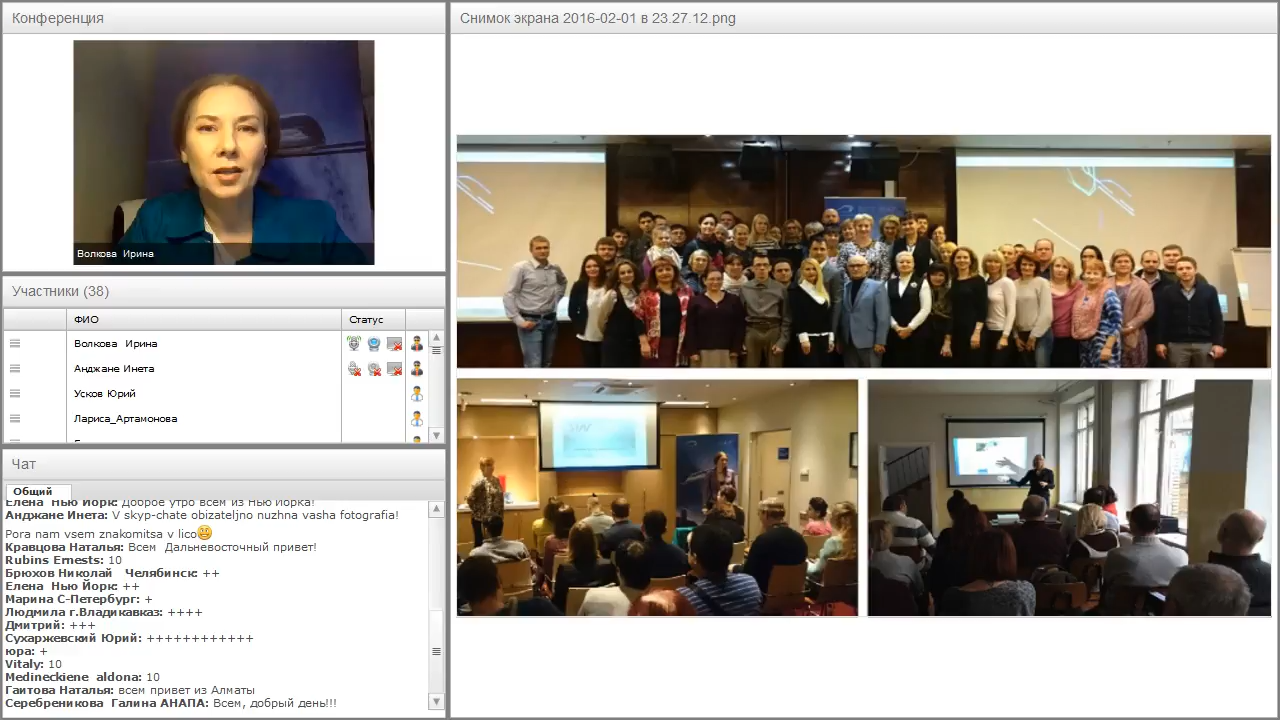 Конференция
Волкова Ирина
Участники (38)
ФИО
Статус
Волкова Ирина
Анджане Инета
Усков Юрий
Лариса_Артамонова
Чат
Общий
Елена Нью Йорк: Доброе утро всем из Нью Йорка!
Анджане Инета: V skyp-chate obizateljno nuzhna vasha fotografia!
Pora nam vsem znakomitsa v lico
Кравцова Наталья: Всем Дальневосточный привет!
Rubins Ernests: 10
Брюхов Николай Челябинск: ++
Елена Нью Йорк: ++
Марина С-Петербург: +
Людмила г.Владикавказ: ++++
Дмитрий: +++
Сухаржевский Юрий: ++++++++++++
юра: +
Vitaly: 10
Medineckiene aldona: 10
Гаитова Наталья: всем привет из Алматы
Серебреникова Галина АНАПА: Всем, добрый день!!!
Снимок экрана 2016-02-01 в 23.27.12.png